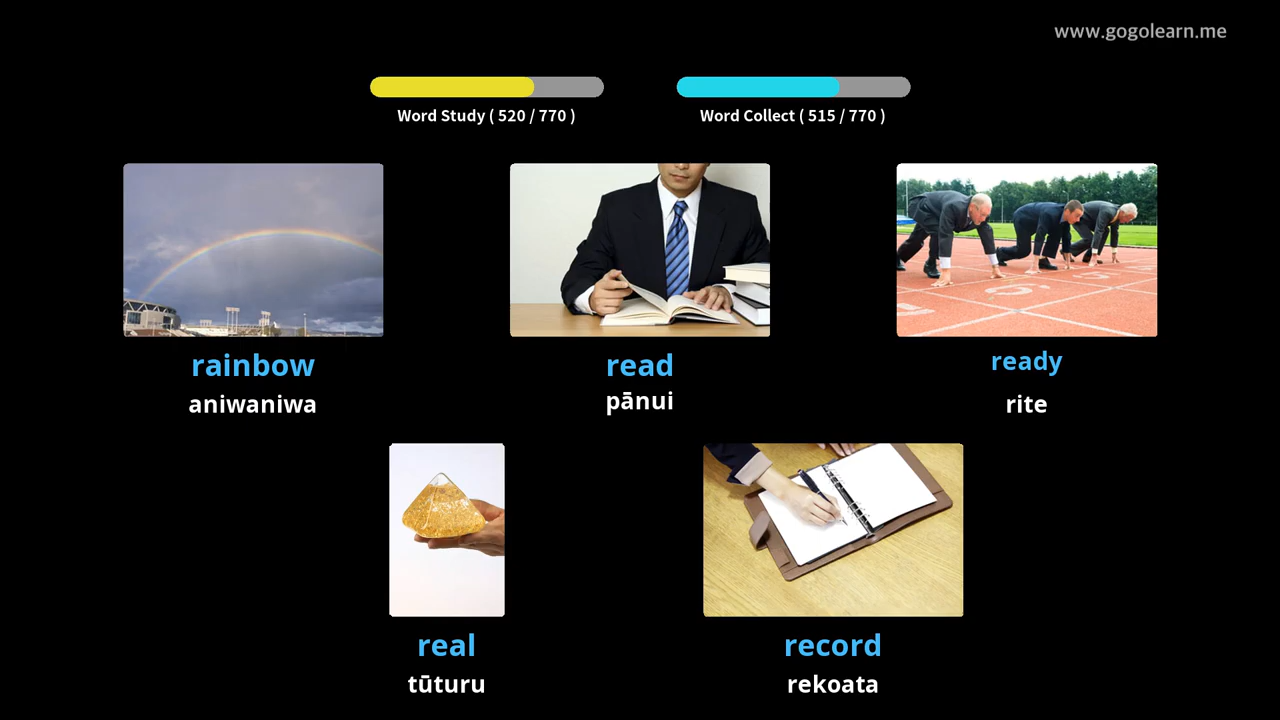 www.gogolearn.me
Word Study ( 520 / 770 )
Word Collect ( 515 / 770 )
rainbow
aniwaniwa
read
pānui
ready
rite
real
tūturu
record
rekoata